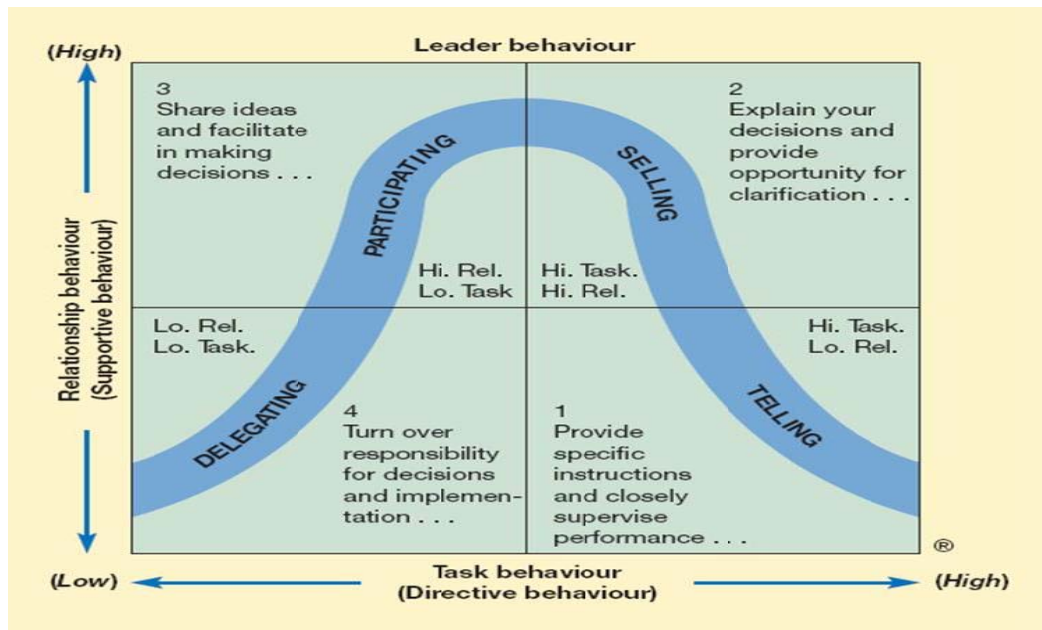 Leader behaviour
(High)
3
Share ideas
and facilitate
in making
decisions . . .
PARTICIPATING
Hi. Rel.
Lo. Task
2
Explain your
decisions and
provide
opportunity for
clarification . . .
SELLING
Hi. Task.
Hi. Rel.
Relationship behaviour
(Supportive behaviour)
Lo. Rel.
Lo. Task.
DELEGATING
4
Turn over
responsibility
for decisions
and implemen-
tation . . .
Hi. Task.
Lo. Rel.
TELLING
1
Provide
specific
instructions
and closely
supervise
performance . . .
®
(Low)
Task behaviour
(Directive behaviour)
(High)